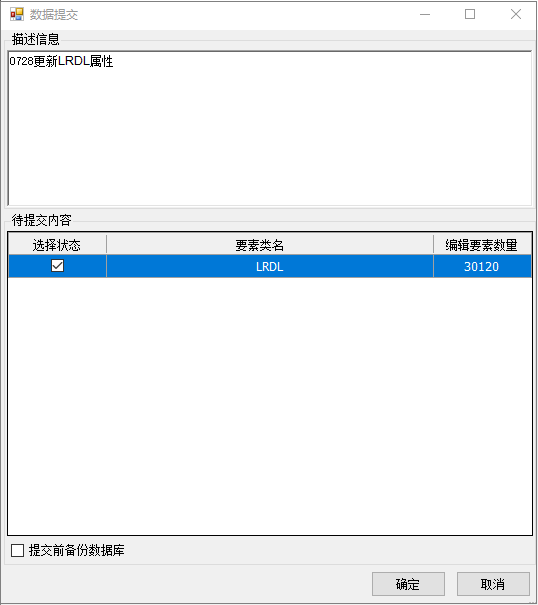 数据提交
描述信息
0728更新LRDL属性
待提交内容
选择状态 要素类名 编辑要素数量
LRDL 30120
提交前备份数据库
确定 取消